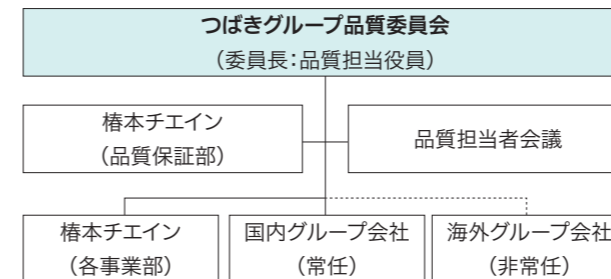 つばきグループ品質委員会
（委員長：品質担当役員）
椿本チエイン
（品質保証部）
品質担当者会議
椿本チエイン
（各事業部）
国内グループ会社
（常任）
海外グループ会社
（非常任）